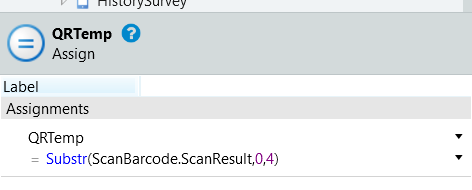 HistorySurvey
QRTemp ?
Assign
Label
Assignments
QRTemp
= Substr(ScanBarcode.ScanResult,0,4)